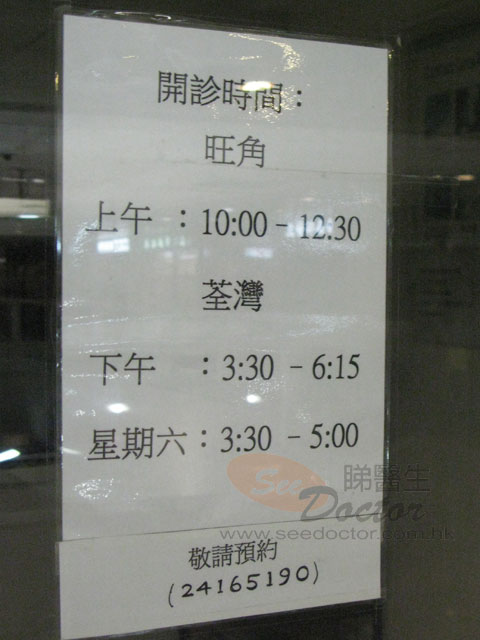 開診時間：
旺角
上午 ：10:00 - 12.30
荃灣
下午 ：3:30 - 6:15
星期六：3:30 - 5:00
See 睇醫生
Doctor
www.seedoctor.com.hk
敬請預約
(24165190)